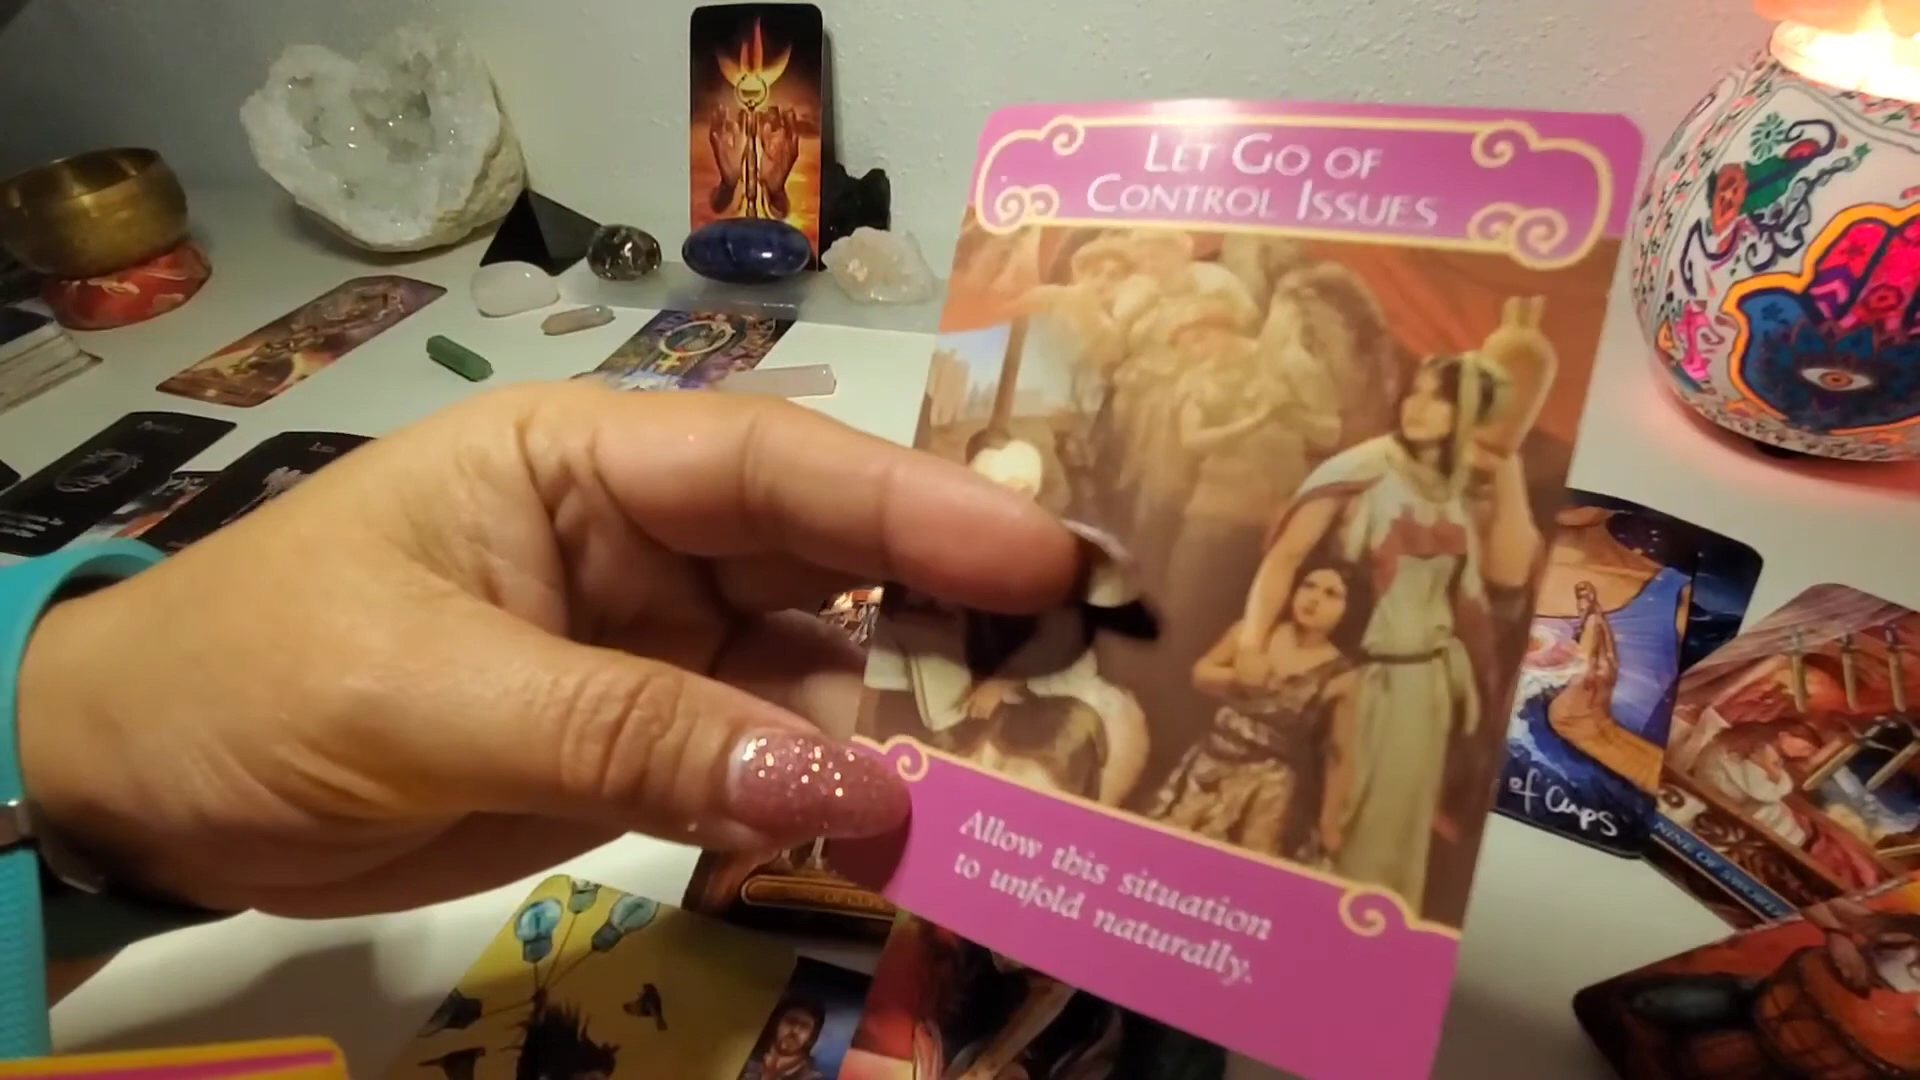 LET GO OF
CONTROL ISSUES
Allow this situation
to unfold naturally.
of Cups
NINE OF SWORDS